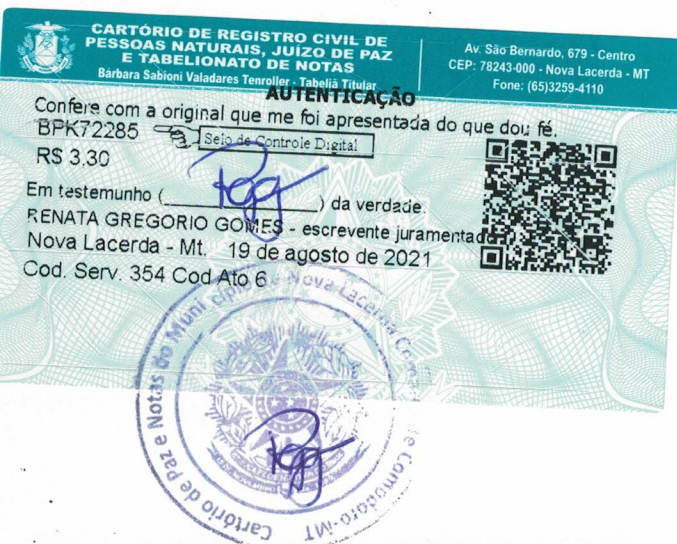 CARTÓRIO DE REGISTRO CIVIL DE
PESSOAS NATURAIS, JUÍZO DE PAZ
E TABELIONATO DE NOTAS
Bárbara Sabioni Valadares Tenroller - Tabeliã Titular
Av. São Bernardo, 679 - Centro
CEP: 78243-000 - Nova Lacerda - MT
Fone: (65)3259-4110
AUTENTICAÇÃO
Confere com a original que me foi apresentada do que dou fé.
BPK72285
Selo de Controle Digital
R$ 3,30
Em testemunho (____________) da verdade.
RENATA GREGORIO GOMES - escrevente juramentado
Nova Lacerda - Mt. 19 de agosto de 2021
Cod. Serv. 354 Cod Ato 6
Cartório de Paz e Notas do Município de Nova Lacerda Comarca de Comodoro-MT